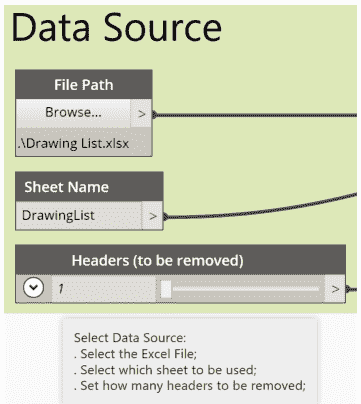 Data Source
File Path
Browse... >
.\Drawing List.xlsx
Sheet Name
DrawingList >
Headers (to be removed)
1 >
Select Data Source:
. Select the Excel File;
. Select which sheet to be used;
. Set how many headers to be removed;